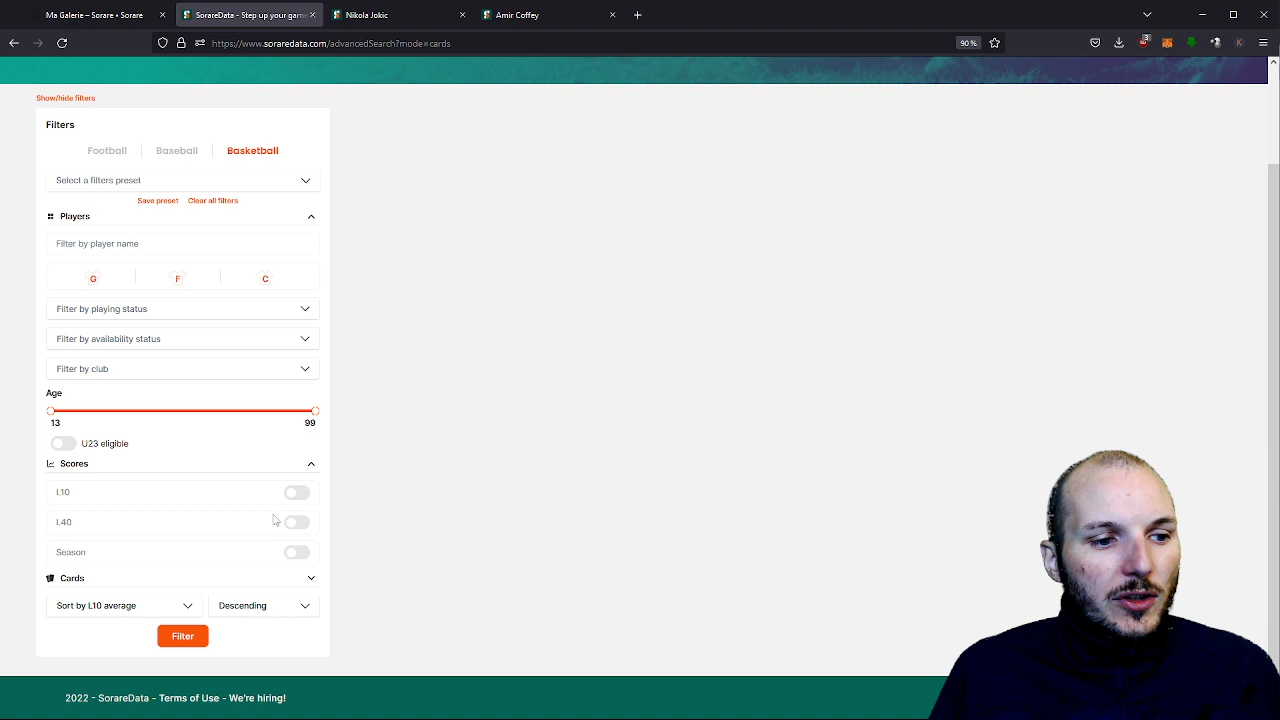 Ma Galerie – Sorare • Sorare
SorareData - Step up your game
Nikola Jokic
Amir Coffey
https://www.soraredata.com/advancedSearch?mode=cards
90 %
3
K
Show/hide filters
Filters
Football
Baseball
Basketball
Select a filters preset
Save preset
Clear all filters
Players
Filter by player name
G
F
C
Filter by playing status
Filter by availability status
Filter by club
Age
13
99
U23 eligible
Scores
L10
L40
Season
Cards
Sort by L10 average
Descending
Filter
2022 - SorareData - Terms of Use - We're hiring!